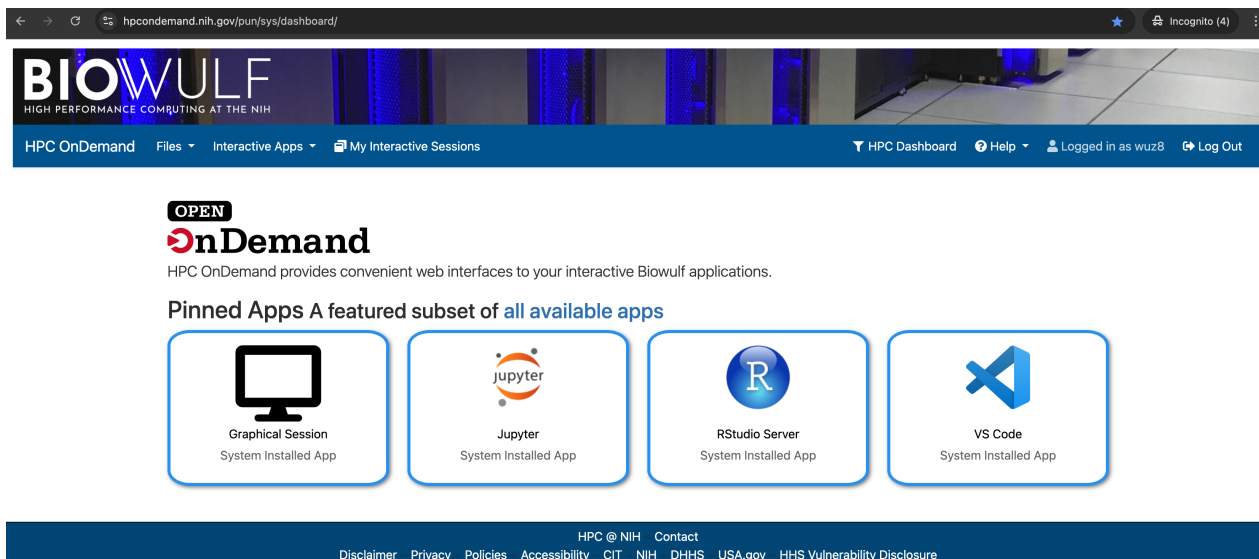 hpcondemand.nih.gov/pun/sys/dashboard/
Incognito (4)
BIOWULF
HIGH PERFORMANCE COMPUTING AT THE NIH
HPC OnDemand Files Interactive Apps My Interactive Sessions HPC Dashboard Help Logged in as wuz8 Log Out
OPEN
OnDemand
HPC OnDemand provides convenient web interfaces to your interactive Biowulf applications.
Pinned Apps A featured subset of all available apps
jupyter
R
Graphical Session
System Installed App
Jupyter
System Installed App
RStudio Server
System Installed App
VS Code
System Installed App
HPC @ NIH Contact
Disclaimer Privacy Policies Accessibility CIT NIH DHHS USA.gov HHS Vulnerability Disclosure